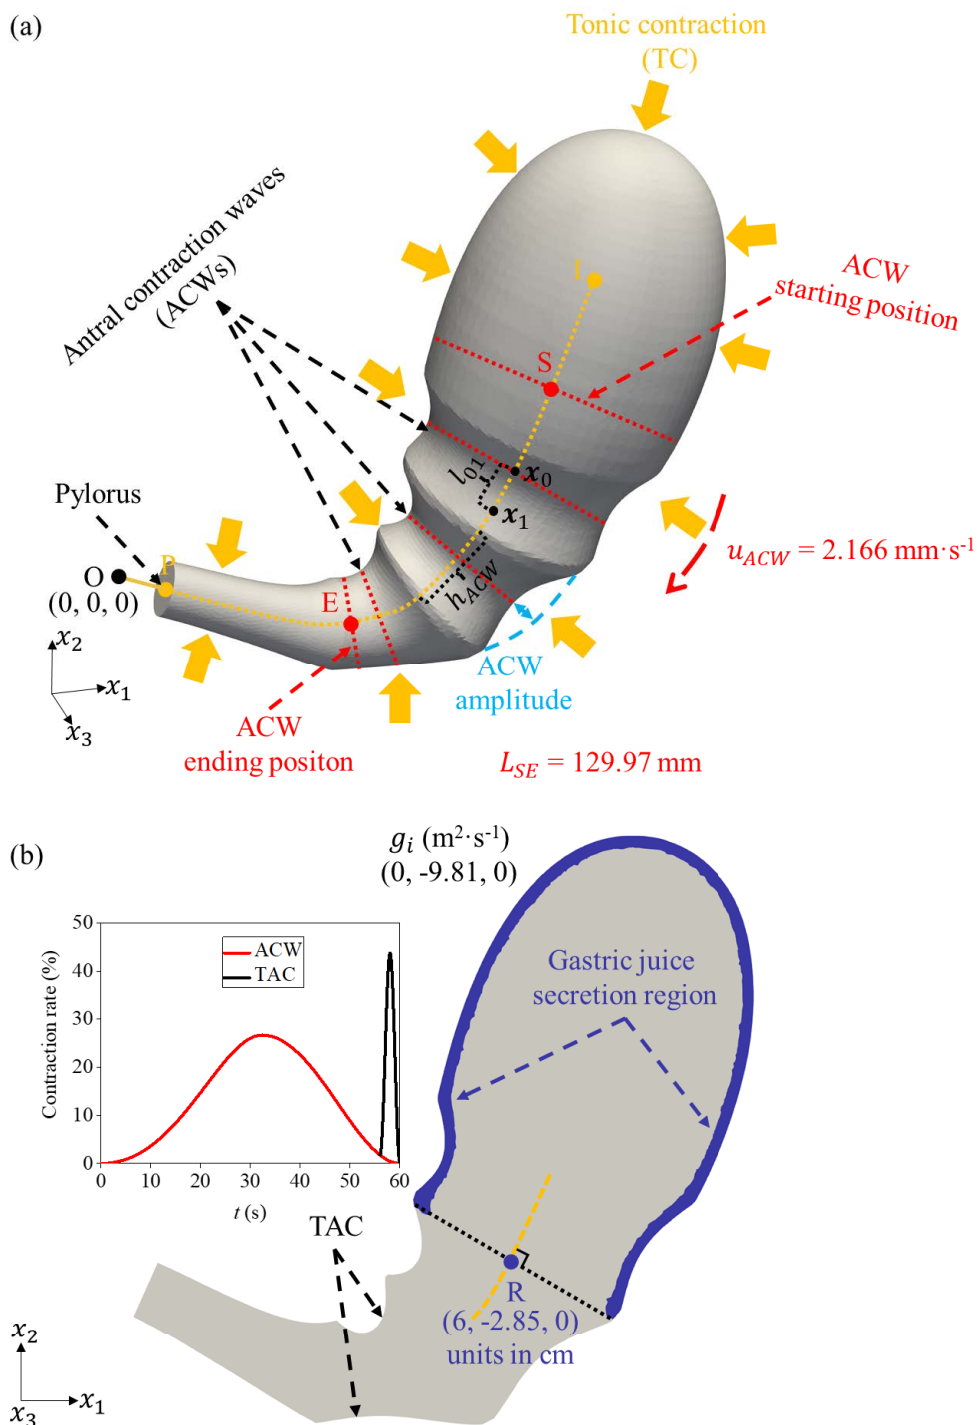 (a)
Tonic contraction
(TC)
Antral contraction waves
(ACWs)
ACW
starting position
I
S
Pylorus
P
O
(0, 0, 0)
l₀₁
x₀
x₁
h_ACW
u_ACW = 2.166 mm·s⁻¹
E
x₂
x₁
x₃
ACW
amplitude
ACW
ending positon
L_SE = 129.97 mm
(b)
gᵢ (m²·s⁻¹)
(0, -9.81, 0)
Contraction rate (%)
50
40
30
20
10
0
ACW
TAC
0 10 20 30 40 50 60
t (s)
Gastric juice
secretion region
TAC
R
(6, -2.85, 0)
units in cm
x₂
x₃
x₁